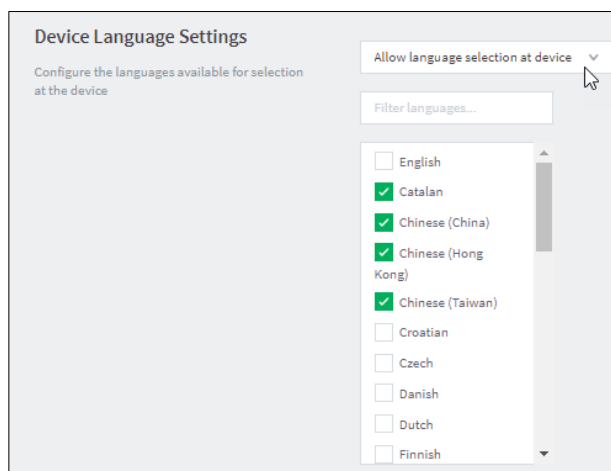 Device Language Settings
Configure the languages available for selection
at the device
Allow language selection at device
Filter languages...
English
Catalan
Chinese (China)
Chinese (Hong
Kong)
Chinese (Taiwan)
Croatian
Czech
Danish
Dutch
Finnish